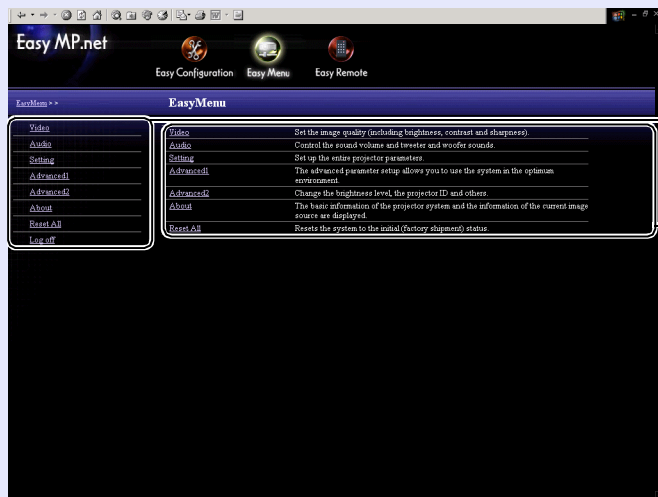 Easy MP.net
Easy Configuration Easy Menu Easy Remote
EasyMenu > >
EasyMenu
Video
Audio
Setting
Advanced1
Advanced2
About
Reset All
Log off
Video Set the image quality (including brightness, contrast and sharpness).
Audio Control the sound volume and tweeter and woofer sounds.
Setting Set up the entire projector parameters.
Advanced1 The advanced parameter setup allows you to use the system in the optimum
environment.
Advanced2 Change the brightness level, the projector ID and others.
About The basic information of the projector system and the information of the current image
source are displayed.
Reset All Resets the system to the initial (factory shipment) status.